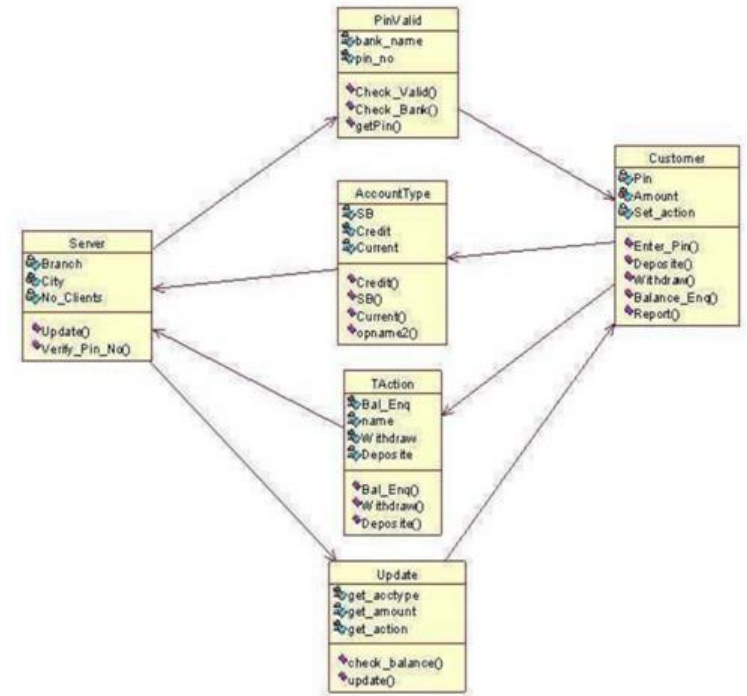 PinValid
bank_name
pin_no
Check_Valid()
Check_Bank()
getPin()
Customer
Pin
Amount
Set_action
Enter_Pin()
Deposite()
Withdraw()
Balance_Enq()
Report()
AccountType
SB
Credit
Current
Credit()
SB()
Current()
opname2()
Server
Branch
City
No_Clients
Update()
Verify_Pin_No()
TAction
Bal_Enq
name
Withdraw
Deposite
Bal_Enq()
Withdraw()
Deposite()
Update
get_acctype
get_amount
get_action
check_balance()
update()